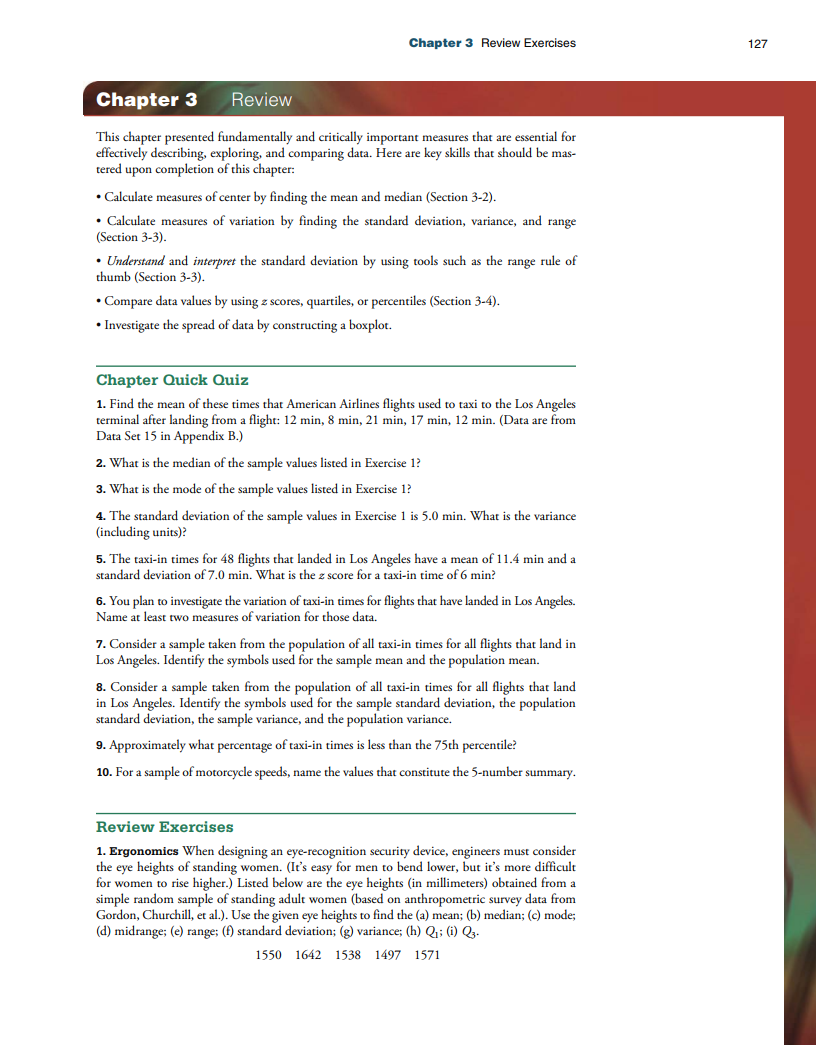 Chapter 3 Review Exercises 127
Chapter 3 Review
This chapter presented fundamentally and critically important measures that are essential for
effectively describing, exploring, and comparing data. Here are key skills that should be mas-
tered upon completion of this chapter:
• Calculate measures of center by finding the mean and median (Section 3-2).
• Calculate measures of variation by finding the standard deviation, variance, and range
(Section 3-3).
• Understand and interpret the standard deviation by using tools such as the range rule of
thumb (Section 3-3).
• Compare data values by using z scores, quartiles, or percentiles (Section 3-4).
• Investigate the spread of data by constructing a boxplot.
Chapter Quick Quiz
1. Find the mean of these times that American Airlines flights used to taxi to the Los Angeles
terminal after landing from a flight: 12 min, 8 min, 21 min, 17 min, 12 min. (Data are from
Data Set 15 in Appendix B.)
2. What is the median of the sample values listed in Exercise 1?
3. What is the mode of the sample values listed in Exercise 1?
4. The standard deviation of the sample values in Exercise 1 is 5.0 min. What is the variance
(including units)?
5. The taxi-in times for 48 flights that landed in Los Angeles have a mean of 11.4 min and a
standard deviation of 7.0 min. What is the z score for a taxi-in time of 6 min?
6. You plan to investigate the variation of taxi-in times for flights that have landed in Los Angeles.
Name at least two measures of variation for those data.
7. Consider a sample taken from the population of all taxi-in times for all flights that land in
Los Angeles. Identify the symbols used for the sample mean and the population mean.
8. Consider a sample taken from the population of all taxi-in times for all flights that land
in Los Angeles. Identify the symbols used for the sample standard deviation, the population
standard deviation, the sample variance, and the population variance.
9. Approximately what percentage of taxi-in times is less than the 75th percentile?
10. For a sample of motorcycle speeds, name the values that constitute the 5-number summary.
Review Exercises
1. Ergonomics When designing an eye-recognition security device, engineers must consider
the eye heights of standing women. (It's easy for men to bend lower, but it's more difficult
for women to rise higher.) Listed below are the eye heights (in millimeters) obtained from a
simple random sample of standing adult women (based on anthropometric survey data from
Gordon, Churchill, et al.). Use the given eye heights to find the (a) mean; (b) median; (c) mode;
(d) midrange; (e) range; (f) standard deviation; (g) variance; (h) Q₁; (i) Q₃.
1550 1642 1538 1497 1571